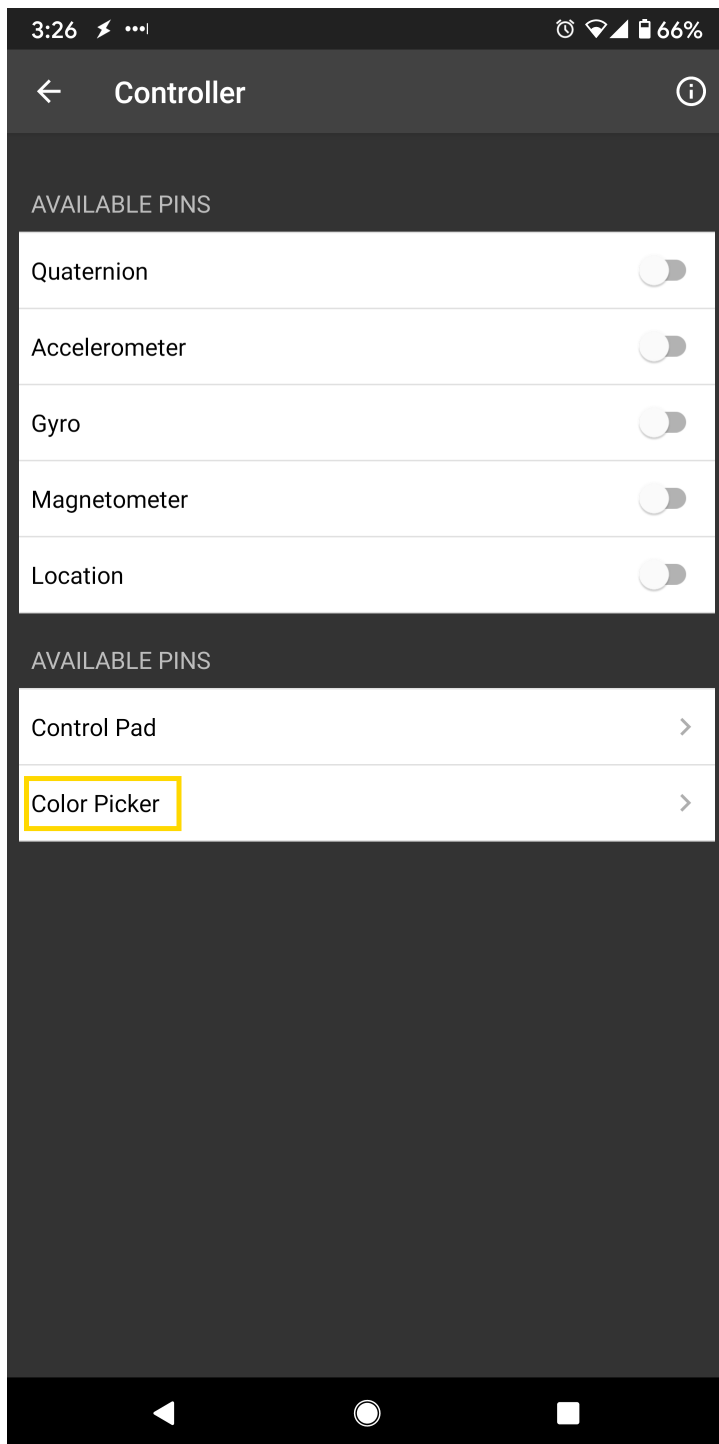 3:26
66%
Controller
AVAILABLE PINS
Quaternion
Accelerometer
Gyro
Magnetometer
Location
AVAILABLE PINS
Control Pad
Color Picker